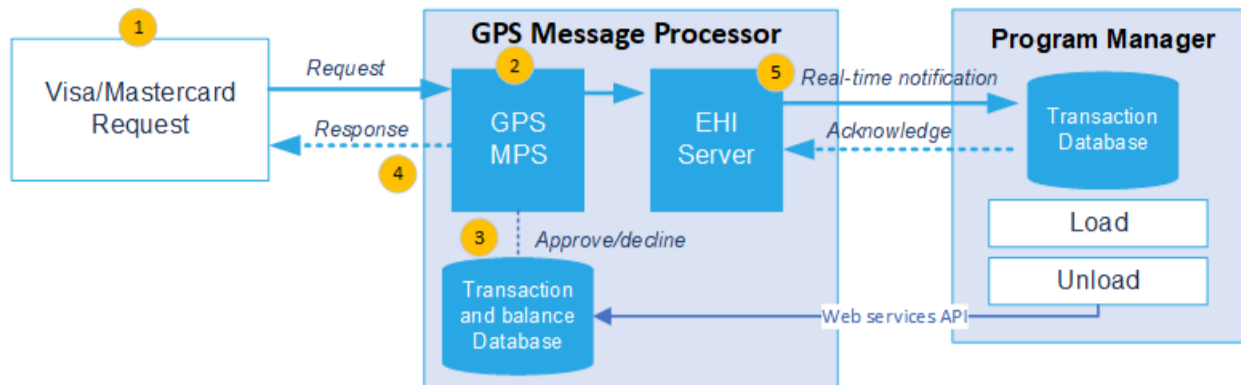 1
Visa/Mastercard
Request
Request
Response
4
GPS Message Processor
2
GPS
MPS
EHI
Server
5
3
Approve/decline
Transaction
and balance
Database
Real-time notification
Acknowledge
Program Manager
Transaction
Database
Load
Unload
Web services API